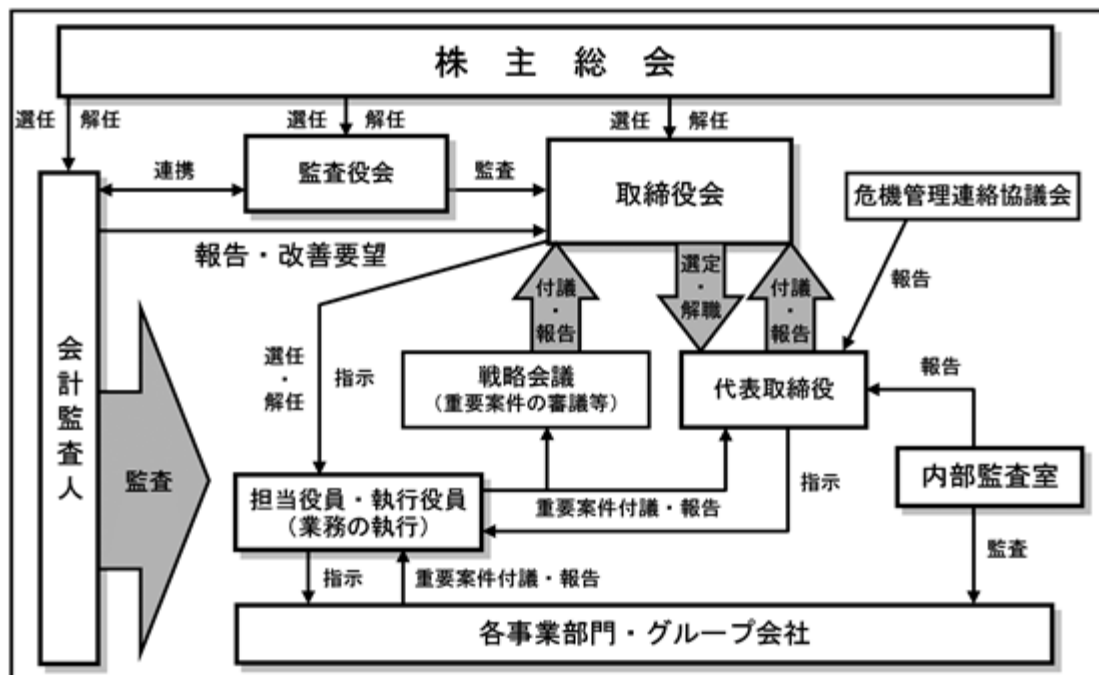 株 主 総 会
選任
解任
選任
解任
選任
解任
連携
監査役会
監査
取締役会
危機管理連絡協議会
報告・改善要望
報告
付議
・
報告
選定
・
解職
付議
・
報告
会計監査人
監査
選任
・
解任
指示
戦略会議
（重要案件の審議等）
代表取締役
報告
内部監査室
担当役員・執行役員
（業務の執行）
重要案件付議・報告
指示
監査
指示
重要案件付議・報告
各事業部門・グループ会社